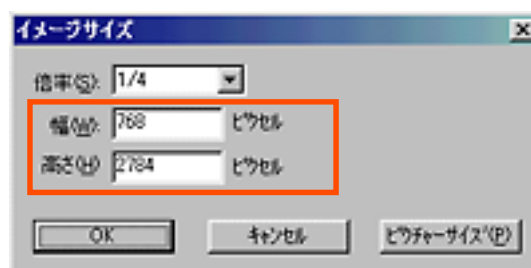 イメージサイズ
倍率(S): 1/4
幅(W): 768 ピクセル
高さ(H) 2784 ピクセル
OK キャンセル ピクチャーサイズ(P)